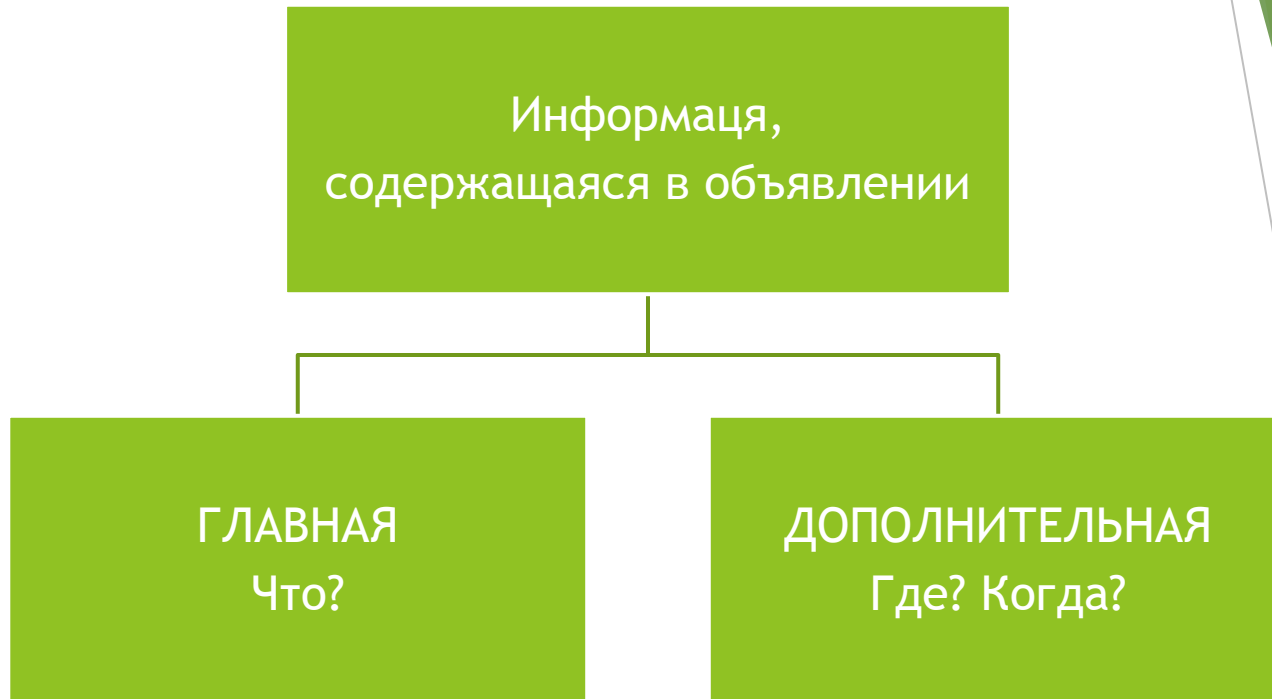 Информаця,
содержащаяся в объявлении
ГЛАВНАЯ
Что?
ДОПОЛНИТЕЛЬНАЯ
Где? Когда?